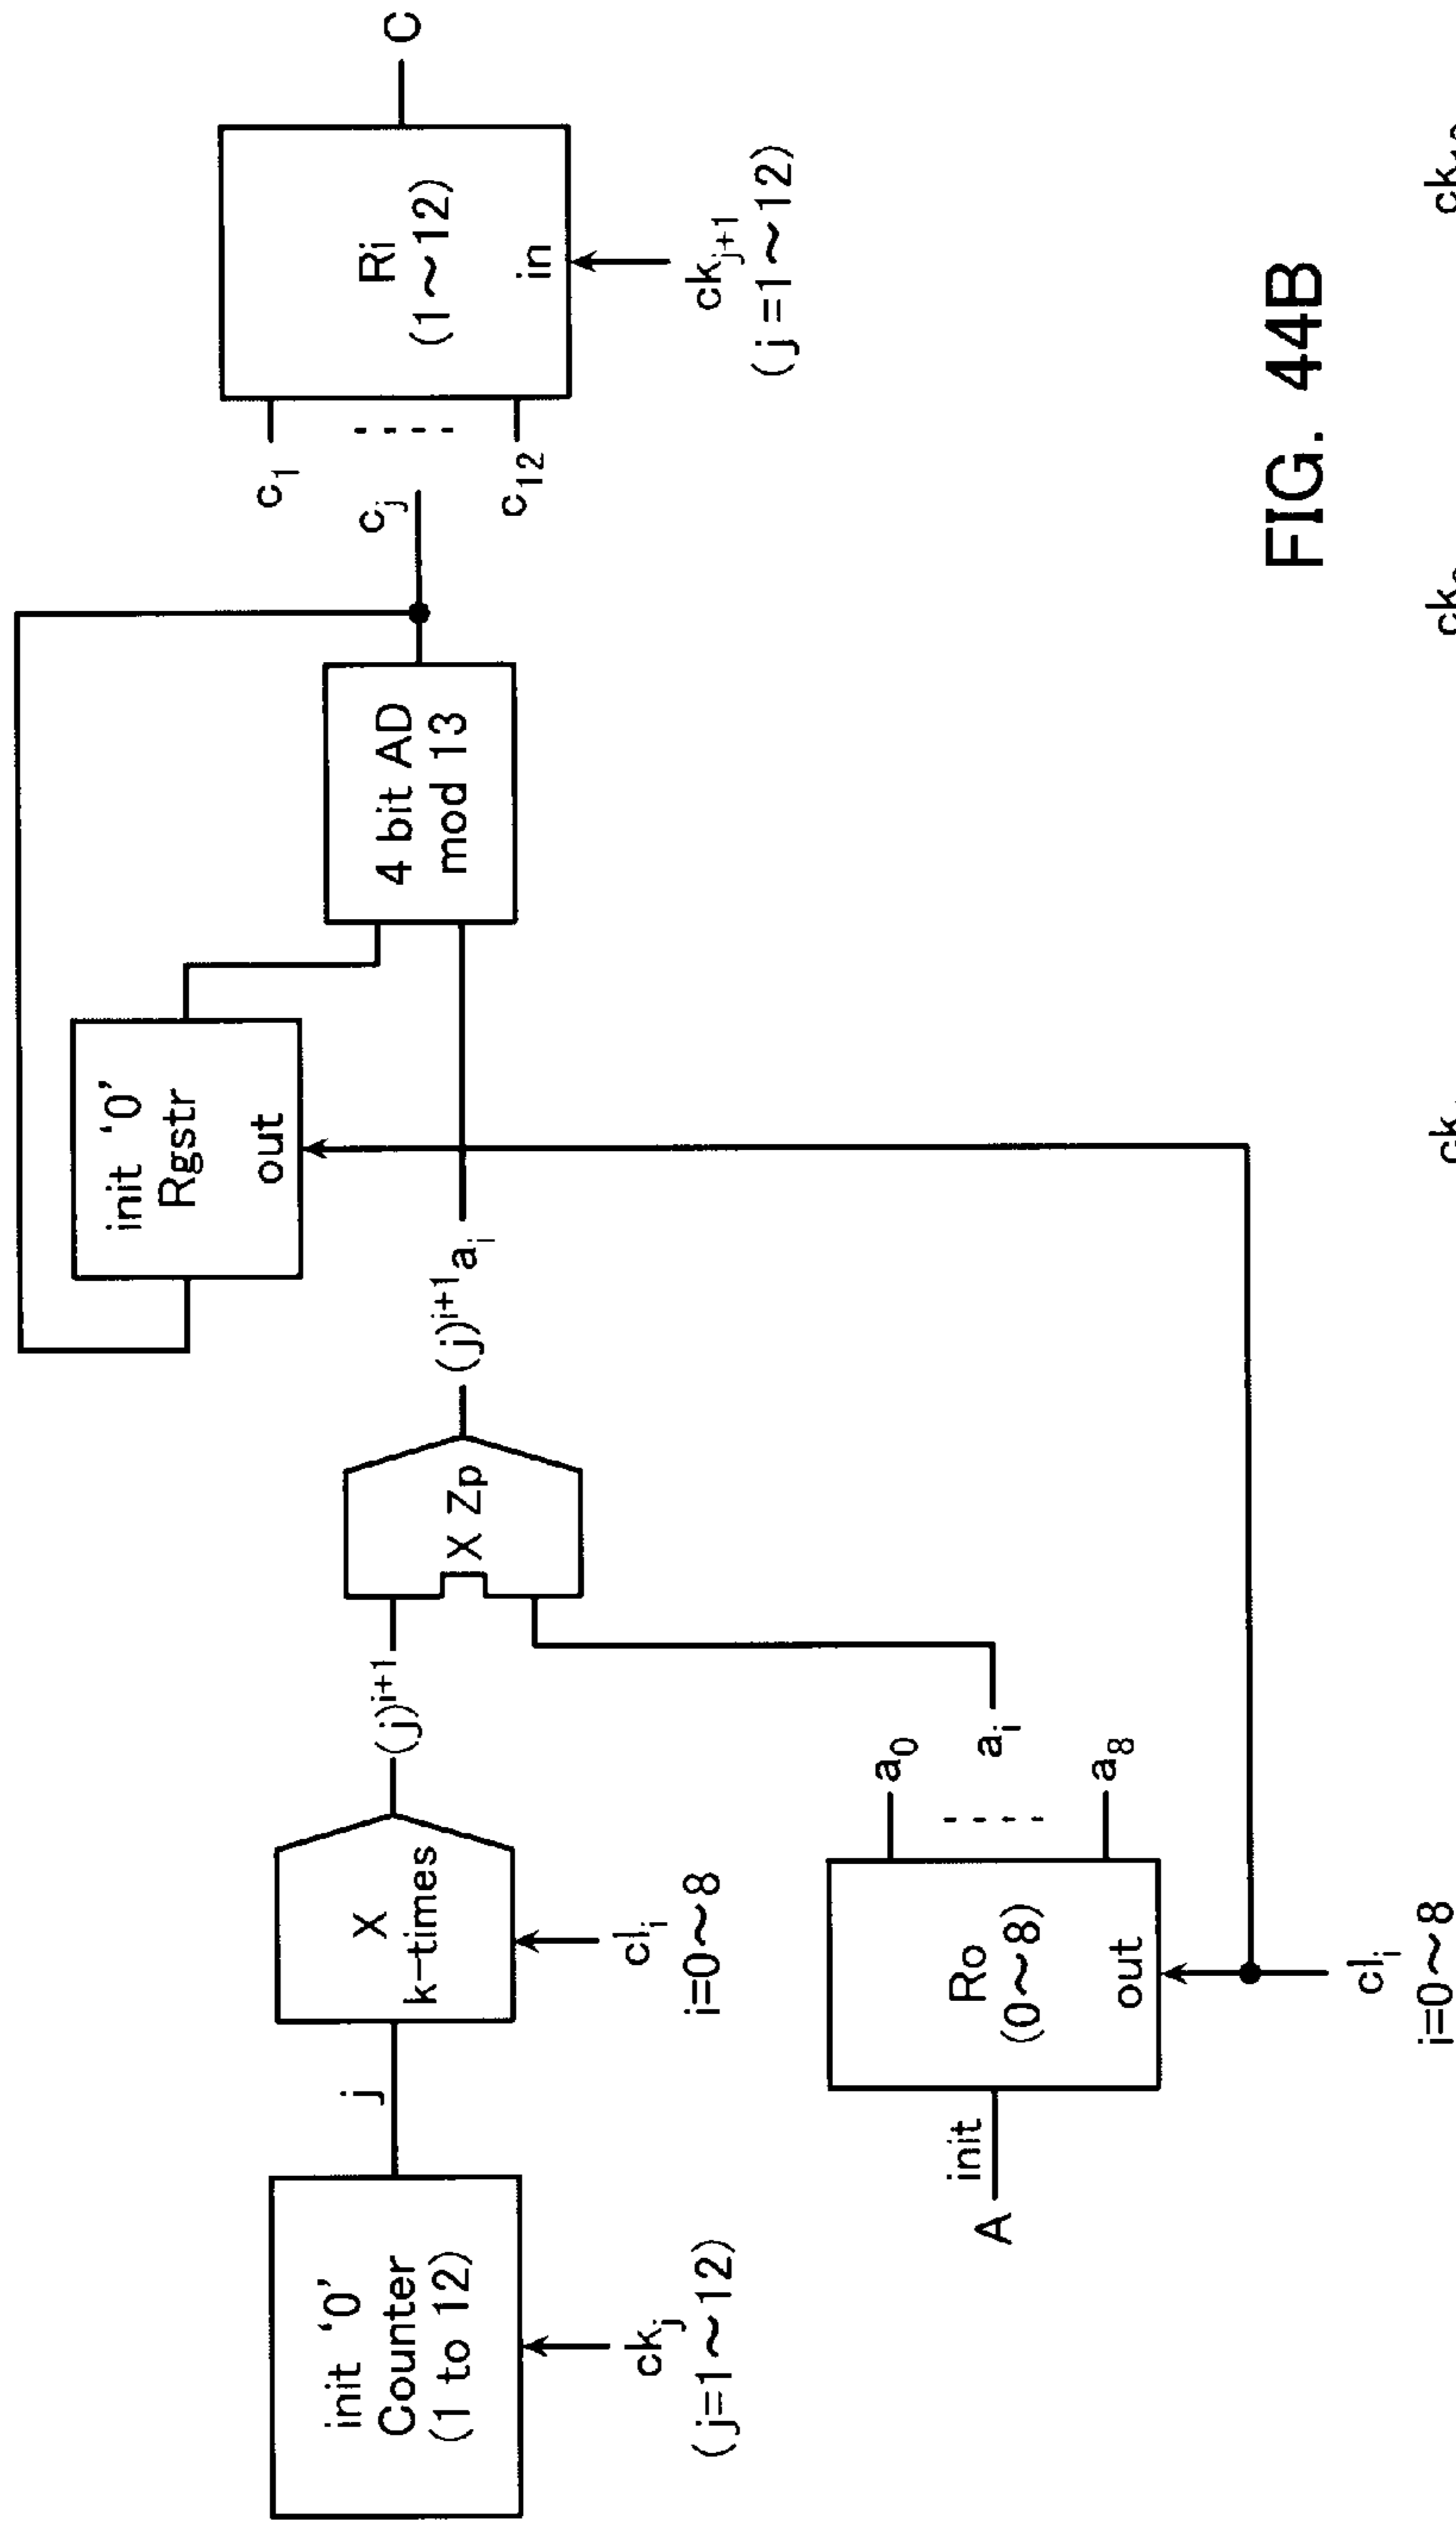 init ‘0’
Counter
(1 to 12)
ck_j
(j=1~12)
j
X
k-times
cl_i
i=0~8
(j)^{i+1}
A
init
Ro
(0~8)
out
cl_i
i=0~8
a_0
a_i
a_8
X Zp
(j)^{i+1}a_i
init ‘0’
Rgstr
out
4 bit AD
mod 13
c_1
c_j
c_{12}
Ri
(1~12)
in
ck_{j+1}
(j=1~12)
C
FIG. 44B